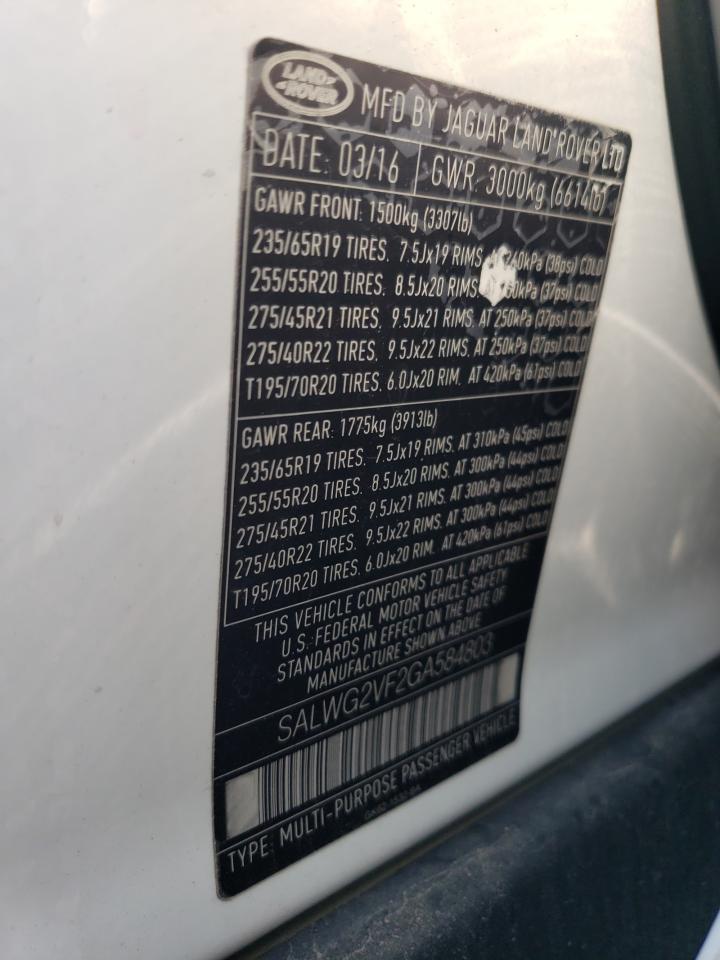 LAND ROVER
MFD BY JAGUAR LAND ROVER LTD
DATE: 03/16 GWR: 3000kg (6614lb)
GAWR FRONT: 1500kg (3307lb)
235/65R19 TIRES, 7.5Jx19 RIMS, AT 260kPa (38psi) COLD
255/55R20 TIRES, 8.5Jx20 RIMS (37psi) COLD
275/45R21 TIRES, 9.5Jx21 RIMS, AT 250kPa (37psi) COLD
275/40R22 TIRES, 9.5Jx22 RIMS, AT 250kPa (37psi) COLD
T195/70R20 TIRES, 6.0Jx20 RIM, AT 420kPa (61psi) COLD
GAWR REAR: 1775kg (3913lb)
235/65R19 TIRES, 7.5Jx19 RIMS, AT 310kPa (45psi) COLD
255/55R20 TIRES, 8.5Jx20 RIMS, AT 300kPa (44psi) COLD
275/45R21 TIRES, 9.5Jx21 RIMS, AT 300kPa (44psi) COLD
275/40R22 TIRES, 9.5Jx22 RIMS, AT 300kPa (44psi) COLD
T195/70R20 TIRES, 6.0Jx20 RIM, AT 420kPa (61psi) COLD
THIS VEHICLE CONFORMS TO ALL APPLICABLE
U.S. FEDERAL MOTOR VEHICLE SAFETY
STANDARDS IN EFFECT ON THE DATE OF
MANUFACTURE SHOWN ABOVE
SALWG2VF2GA584803
TYPE: MULTI-PURPOSE PASSENGER VEHICLE